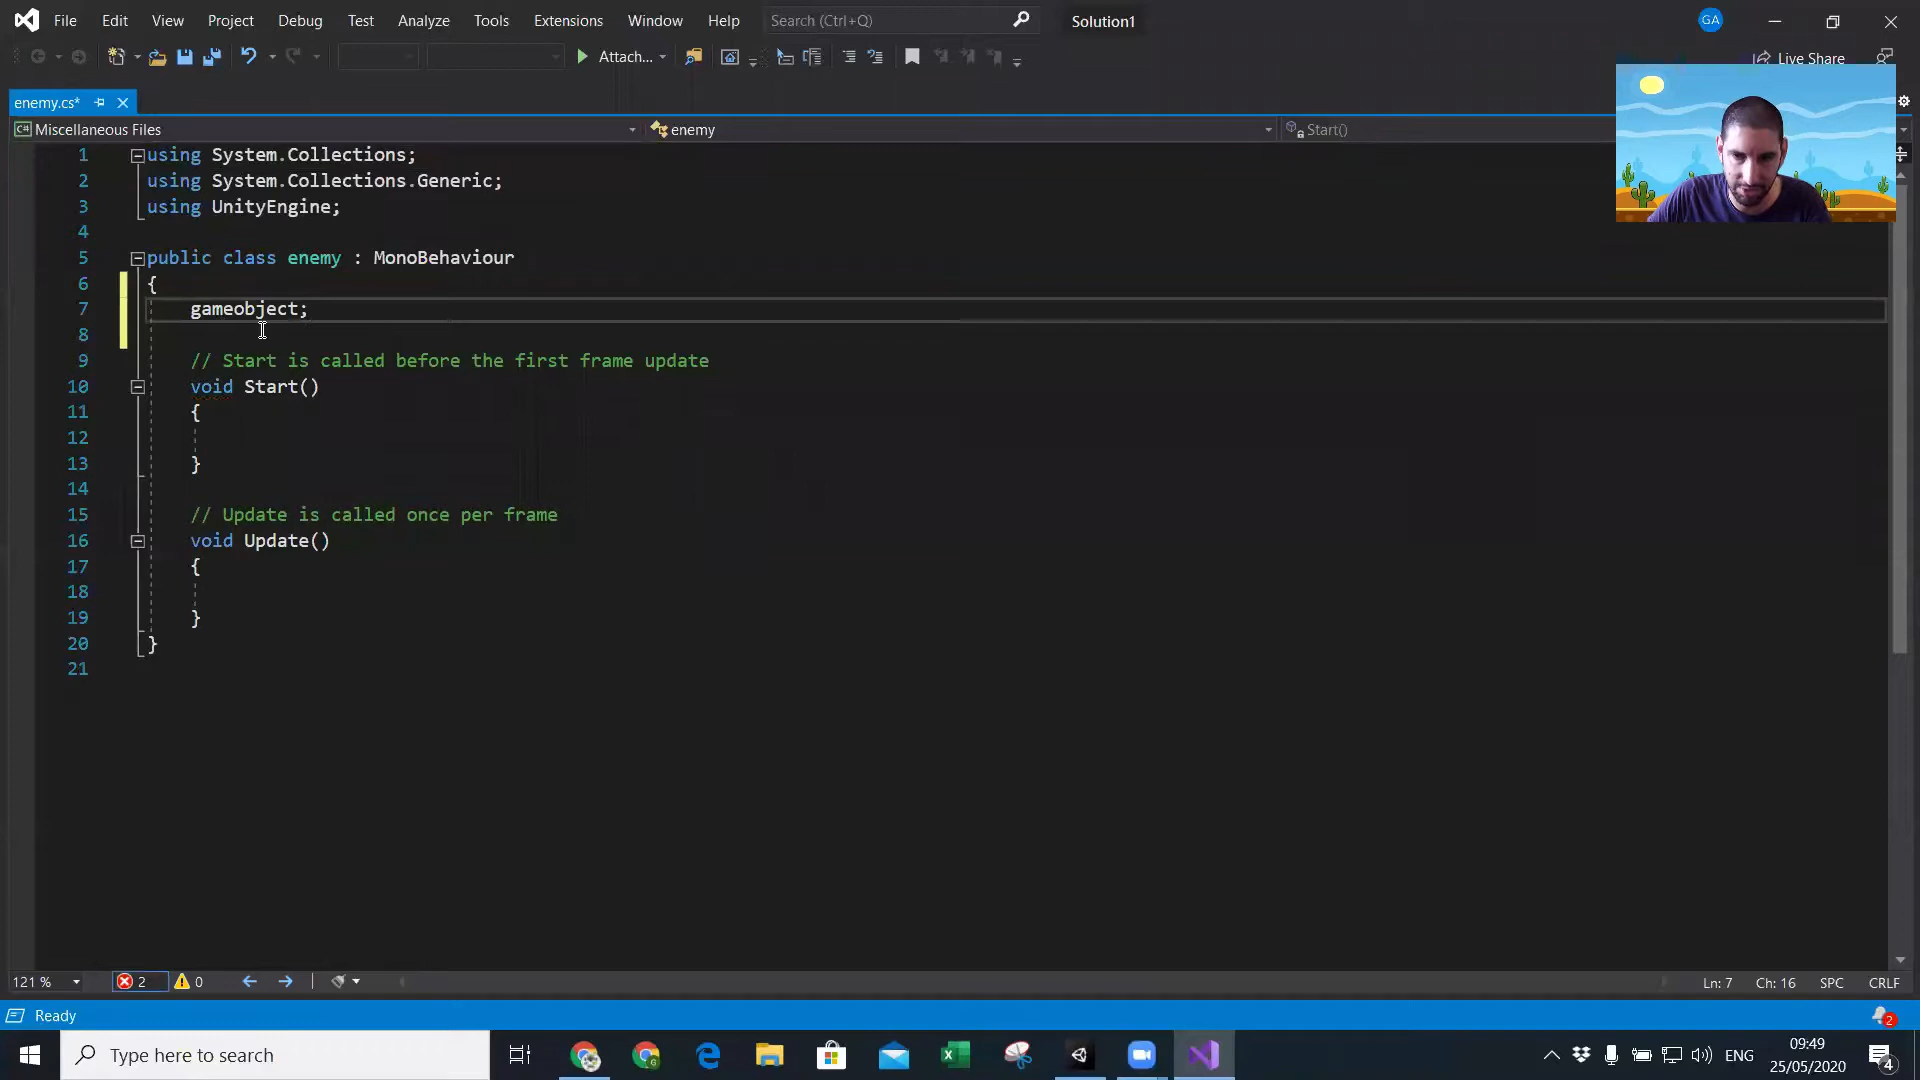 File Edit View Project Debug Test Analyze Tools Extensions Window Help Search (Ctrl+Q) Solution1 GA
Attach... Live Share
enemy.cs*
C# Miscellaneous Files enemy Start()
1 using System.Collections;
2 using System.Collections.Generic;
3 using UnityEngine;
4
5 public class enemy : MonoBehaviour
6 {
7 gameobject;
8
9 // Start is called before the first frame update
10 void Start()
11 {
12
13 }
14
15 // Update is called once per frame
16 void Update()
17 {
18
19 }
20 }
21
121 % 2 0 Ln: 7 Ch: 16 SPC CRLF
Ready 2
Type here to search ENG 09:49
25/05/2020 4